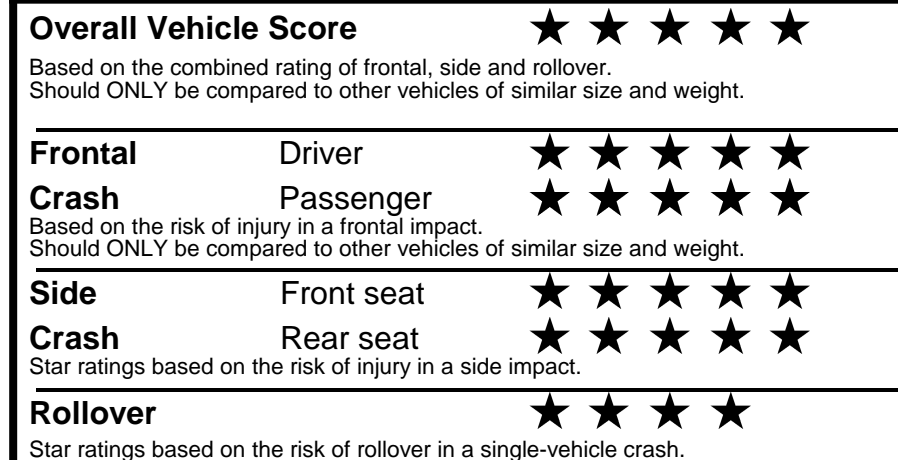 Overall Vehicle Score ★ ★ ★ ★ ★
Based on the combined rating of frontal, side and rollover.
Should ONLY be compared to other vehicles of similar size and weight.
Frontal Driver ★ ★ ★ ★ ★
Crash Passenger ★ ★ ★ ★ ★
Based on the risk of injury in a frontal impact.
Should ONLY be compared to other vehicles of similar size and weight.
Side Front seat ★ ★ ★ ★ ★
Crash Rear seat ★ ★ ★ ★ ★
Star ratings based on the risk of injury in a side impact.
Rollover ★ ★ ★ ★
Star ratings based on the risk of rollover in a single-vehicle crash.